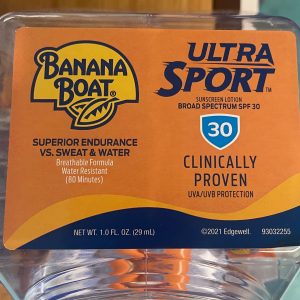 BANANA
BOAT®
SUPERIOR ENDURANCE
VS. SWEAT & WATER
Breathable Formula
Water Resistant
(80 Minutes)
NET WT. 1.0 FL. OZ. (29 mL)
ULTRA
SPORT™
SUNSCREEN LOTION
BROAD SPECTRUM SPF 30
30
CLINICALLY
PROVEN
UVA/UVB PROTECTION
©2021 Edgewell. 93032255